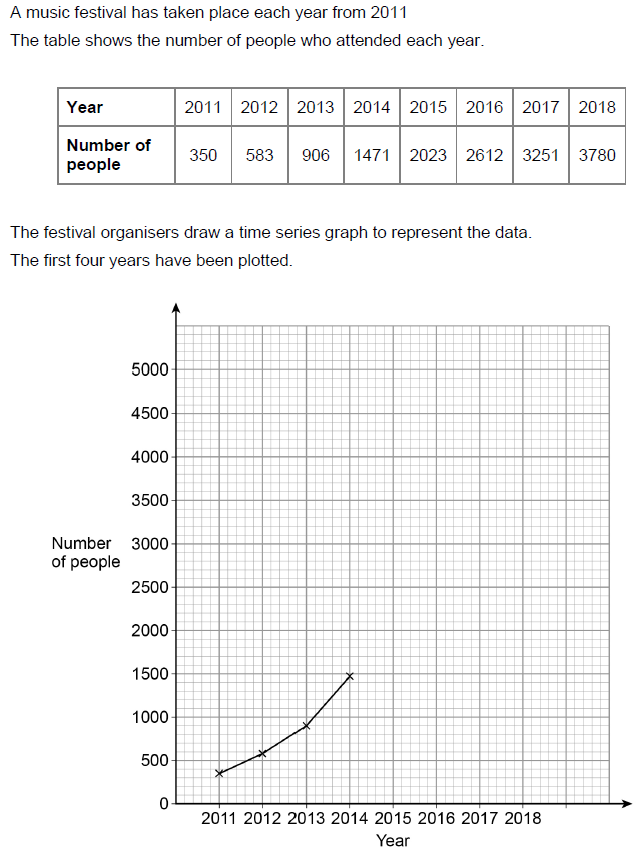 A music festival has taken place each year from 2011
The table shows the number of people who attended each year.
Year 2011 2012 2013 2014 2015 2016 2017 2018
Number of people 350 583 906 1471 2023 2612 3251 3780
The festival organisers draw a time series graph to represent the data.
The first four years have been plotted.
5000
4500
4000
3500
Number of people
3000
2500
2000
1500
1000
500
0
2011 2012 2013 2014 2015 2016 2017 2018
Year